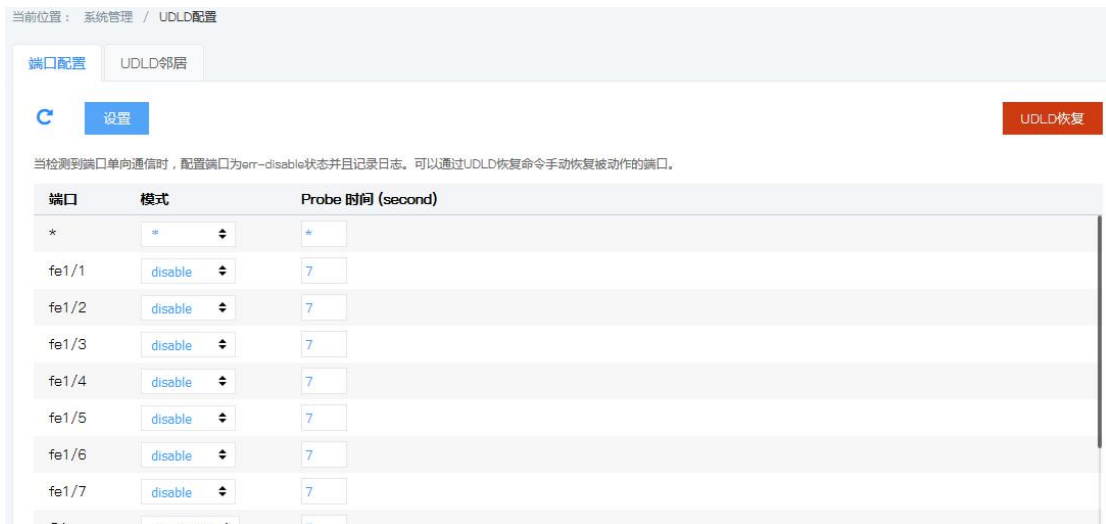 当前位置： 系统管理 / UDLD配置
端口配置 UDLD邻居
设置 UDLD恢复
当检测到端口单向通信时，配置端口为err-disable状态并且记录日志。可以通过UDLD恢复命令手动恢复被动作的端口。
端口 模式 Probe 时间 (second)
* * *
fe1/1 disable 7
fe1/2 disable 7
fe1/3 disable 7
fe1/4 disable 7
fe1/5 disable 7
fe1/6 disable 7
fe1/7 disable 7